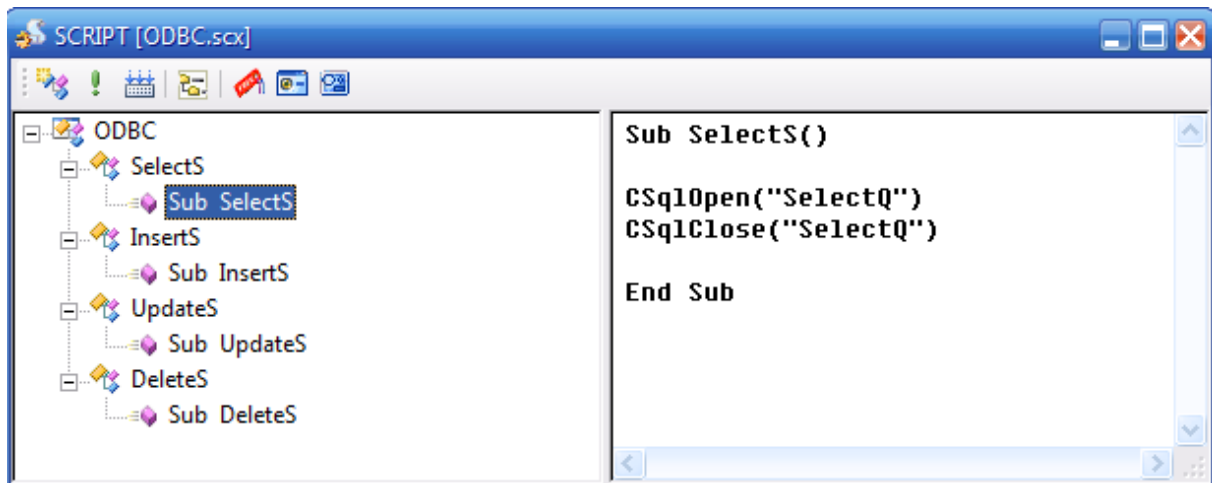 SCRIPT [ODBC.scx]
ODBC
SelectS
Sub SelectS
InsertS
Sub InsertS
UpdateS
Sub UpdateS
DeleteS
Sub DeleteS
Sub SelectS()
CSqlOpen("SelectQ")
CSqlClose("SelectQ")
End Sub